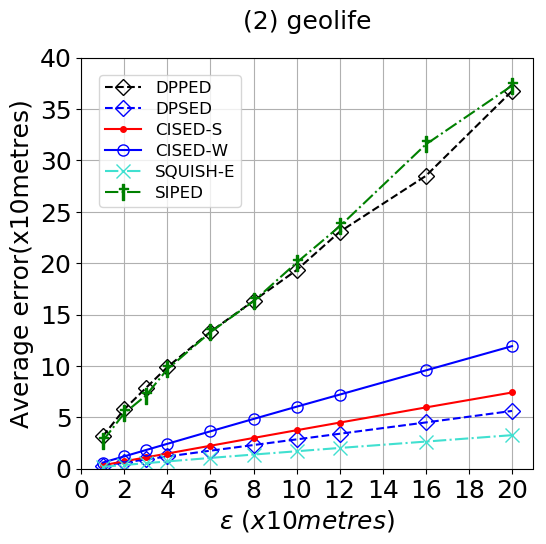 (2) geolife
Average error(x10metres)
40
35
30
25
20
15
10
5
0
DPPED
DPSED
CISED-S
CISED-W
SQUISH-E
SIPED
0 2 4 6 8 10 12 14 16 18 20
ε (x10metres)